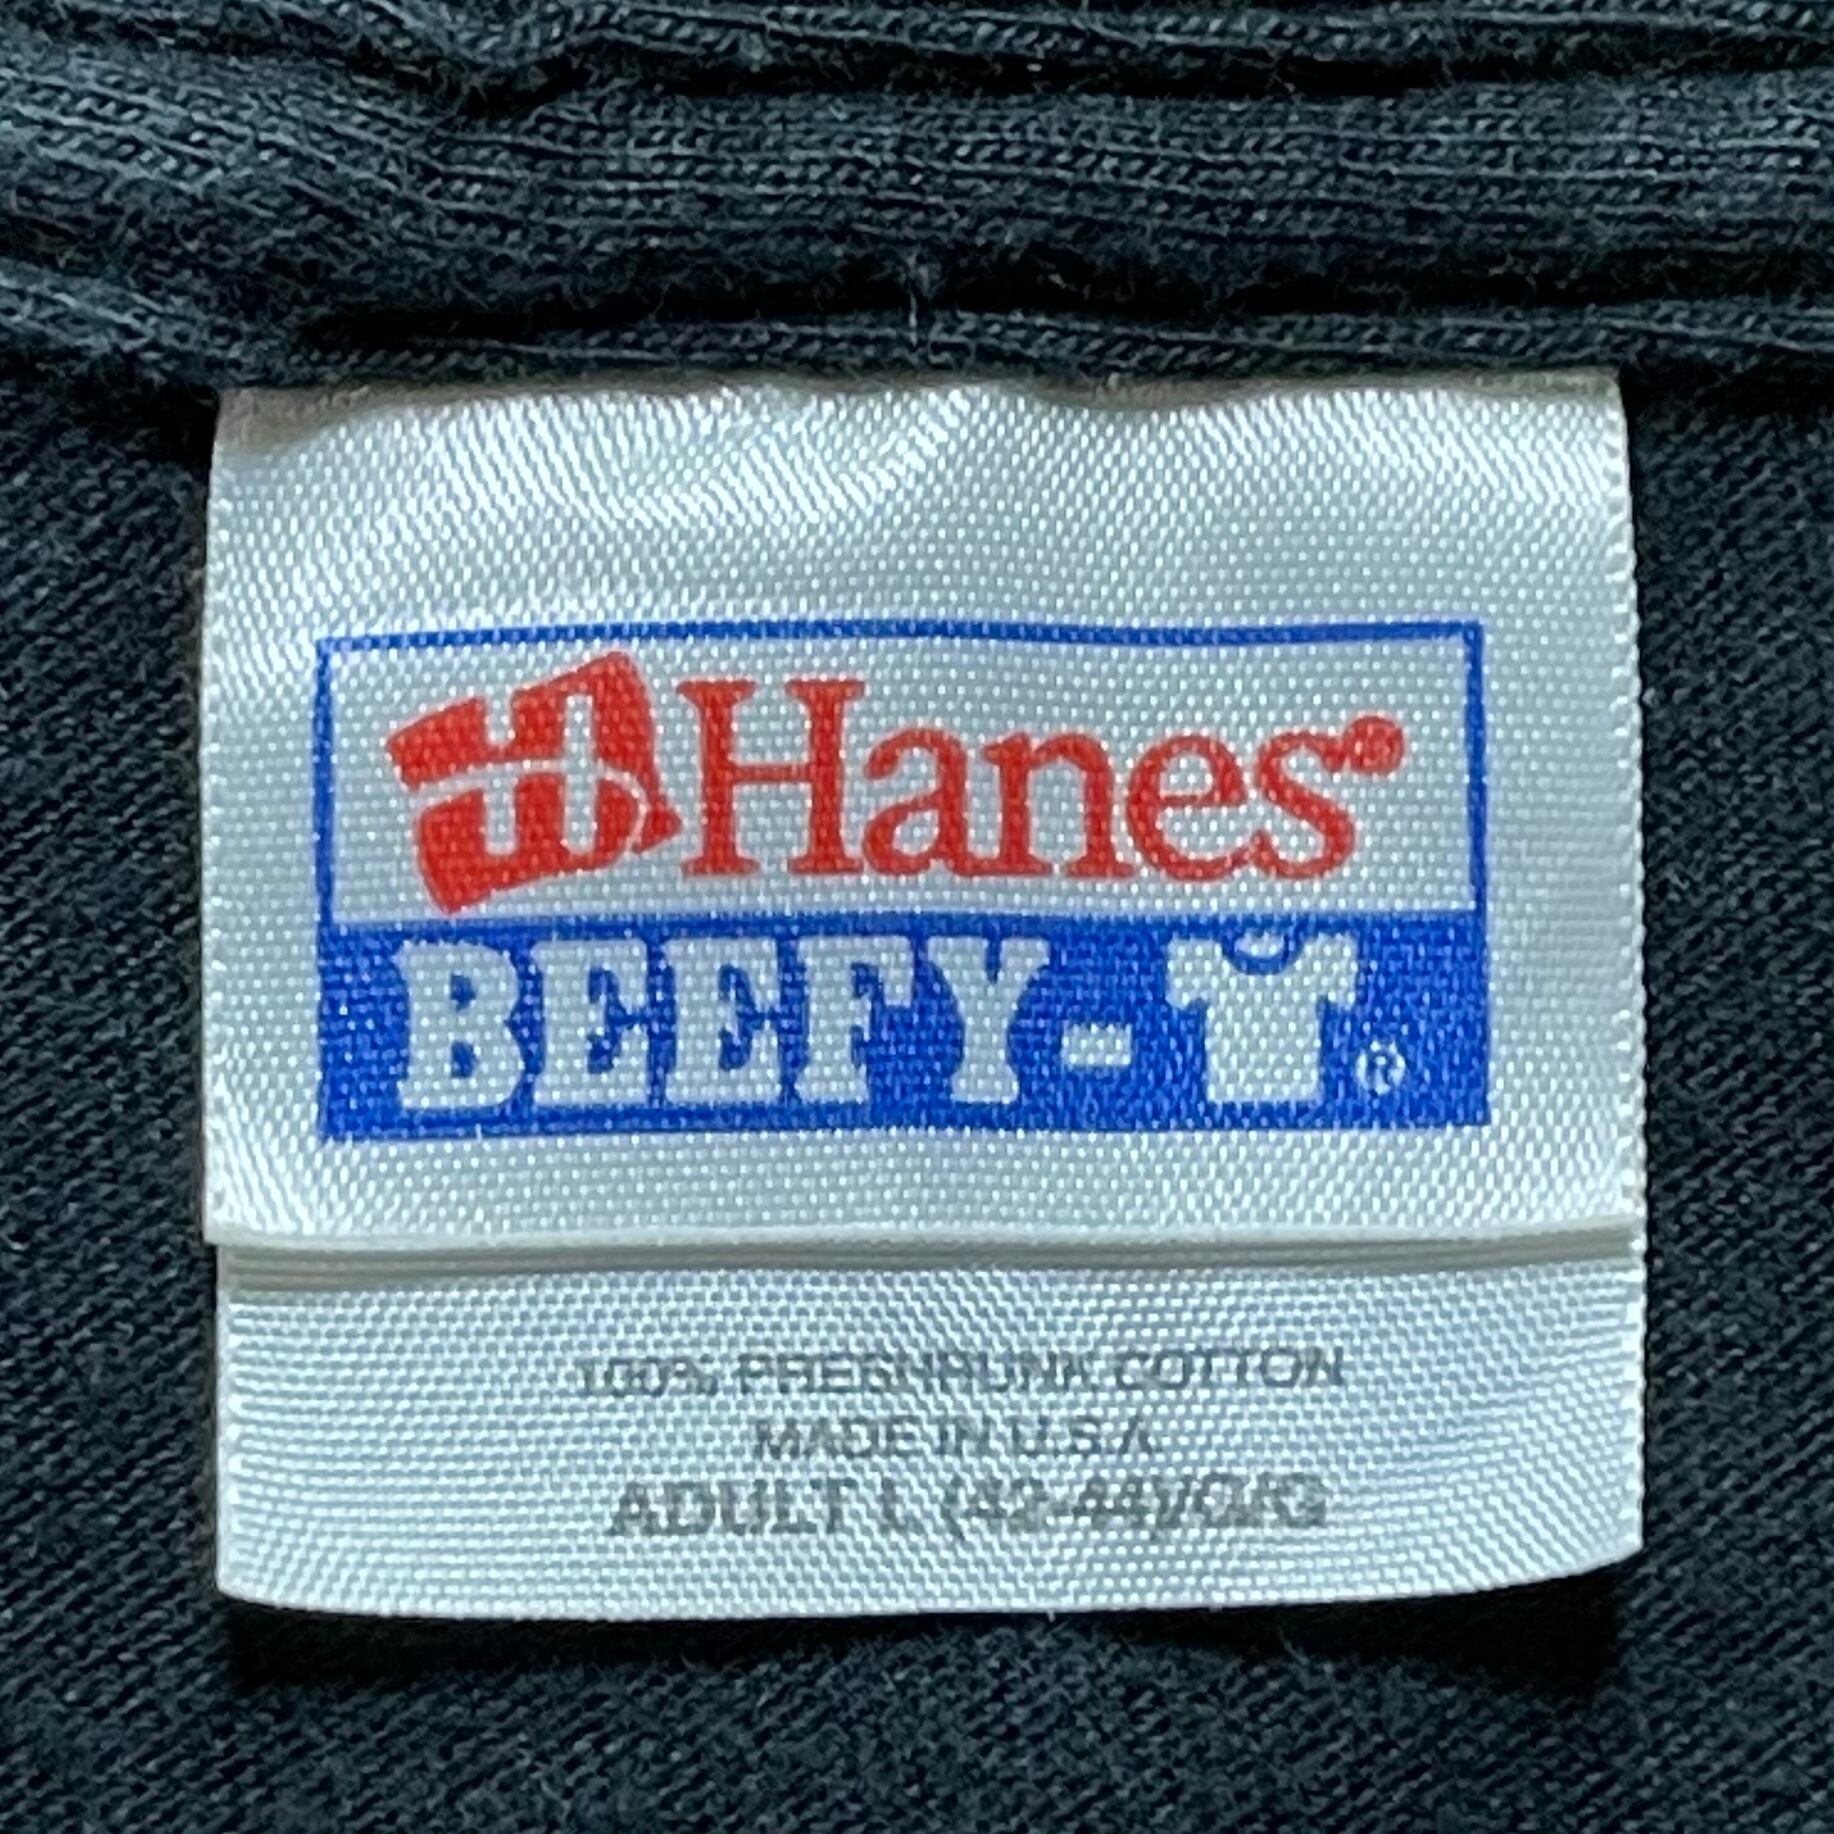 Hanes®
BEEFY-T®
100% PRESHRUNK COTTON
MADE IN U.S.A.
ADULT L (42-44)/G/G